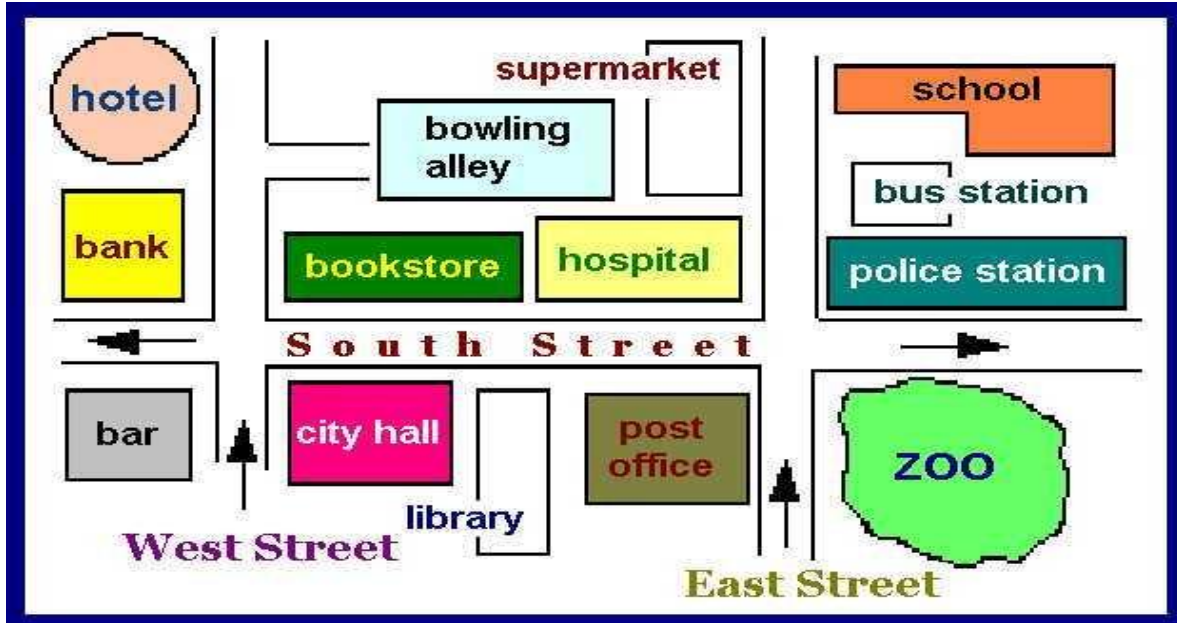 hotel
supermarket
school
bowling
alley
bus station
bank
bookstore
hospital
police station
South Street
bar
city hall
post
office
ZOO
library
West Street
East Street